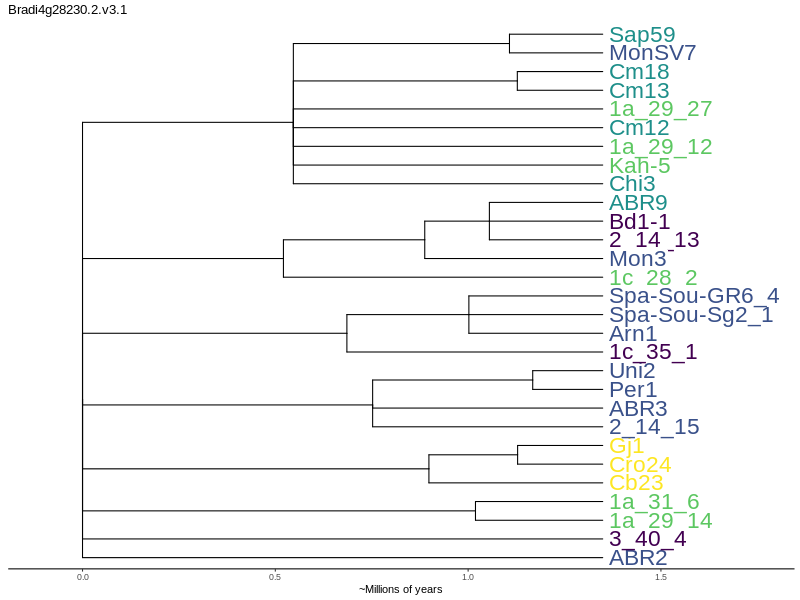 Bradi4g28230.2.v3.1
Sap59
MonSV7
Cm18
Cm13
1a_29_27
Cm12
1a_29_12
Kah-5
Chi3
ABR9
Bd1-1
2_14_13
Mon3
1c_28_2
Spa-Sou-GR6_4
Spa-Sou-Sg2_1
Arn1
1c_35_1
Uni2
Per1
ABR3
2_14_15
Gj1
Cro24
Cb23
1a_31_6
1a_29_14
3_40_4
ABR2
0.0 0.5 1.0 1.5
~Millions of years